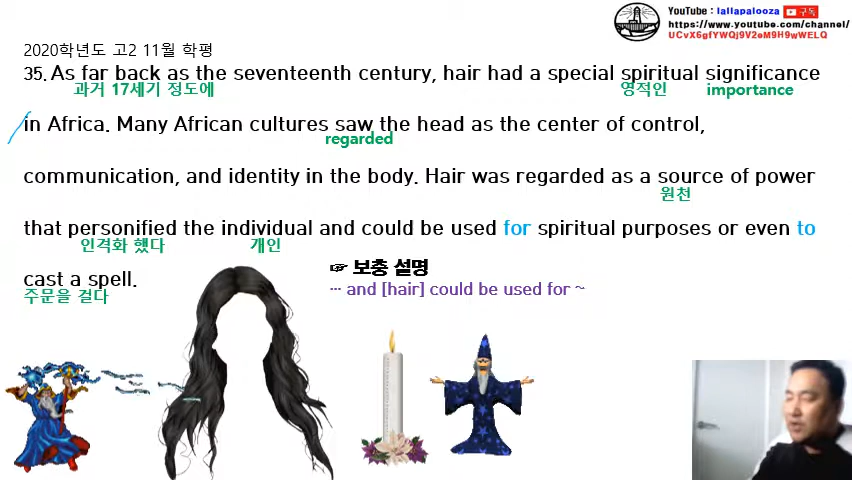 YouTube : lallapalooza 구독
https://www.youtube.com/channel/
UCvX6gfYWQj9V2eM9H9wWELQ
2020학년도 고2 11월 학평
35. As far back as the seventeenth century, hair had a special spiritual significance
과거 17세기 정도에 영적인 importance
in Africa. Many African cultures saw the head as the center of control,
regarded
communication, and identity in the body. Hair was regarded as a source of power
원천
that personified the individual and could be used for spiritual purposes or even to
인격화 했다 개인
cast a spell.
주문을 걸다
☞ 보충 설명
··· and [hair] could be used for ~